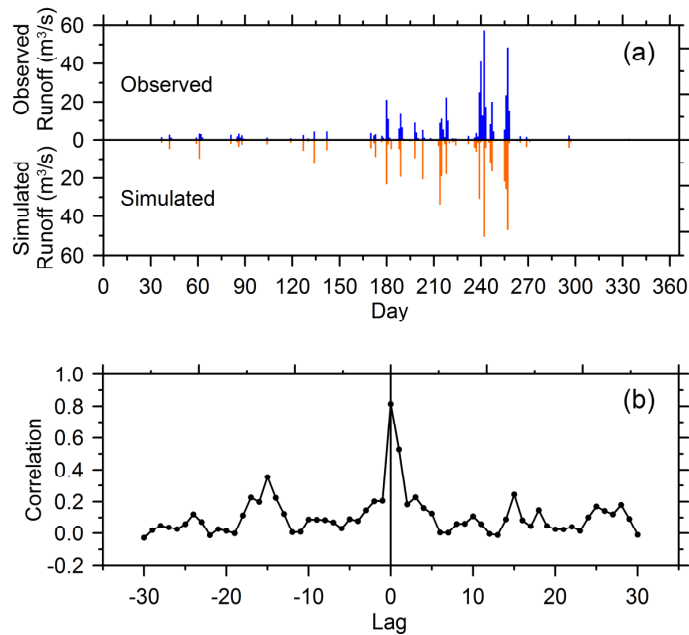 (a)
Observed
Runoff (m³/s)
60
40
20
0
20
40
60
Observed
Simulated
Simulated
Runoff (m³/s)
0 30 60 90 120 150 180 210 240 270 300 330 360
Day
(b)
Correlation
1.0
0.8
0.6
0.4
0.2
0.0
-0.2
-30 -20 -10 0 10 20 30
Lag